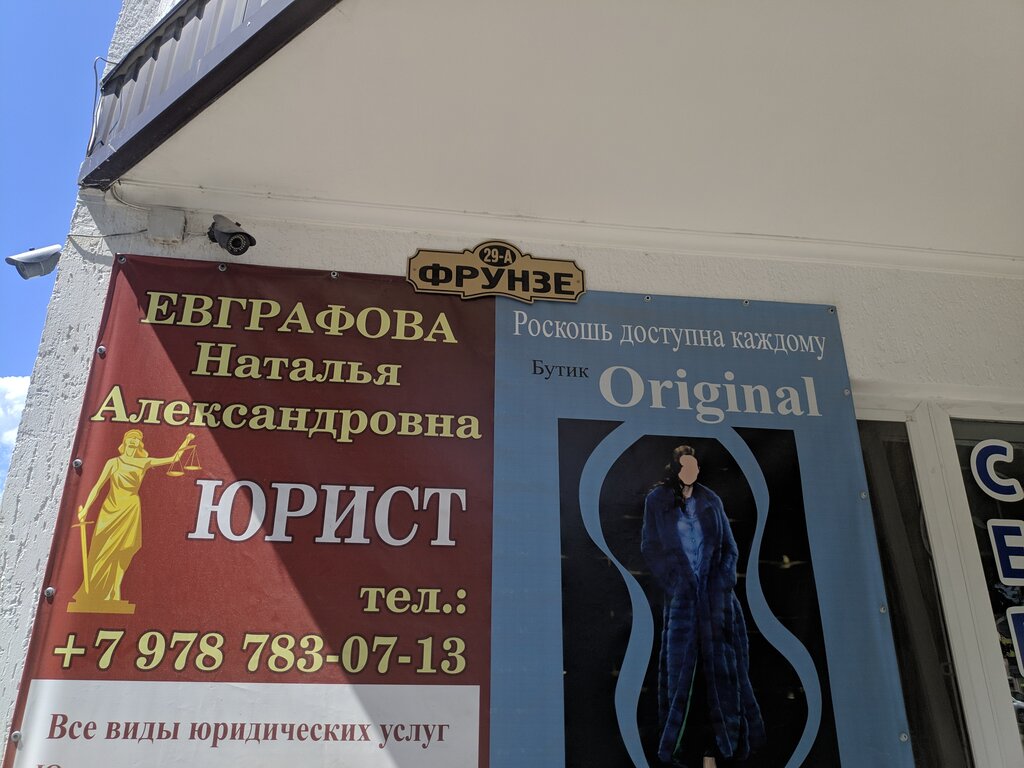 29-А
ФРУНЗЕ
ЕВГРАФОВА
Наталья
Александровна
ЮРИСТ
тел.:
+7 978 783-07-13
Все виды юридических услуг
Роскошь доступна каждому
Бутик Original